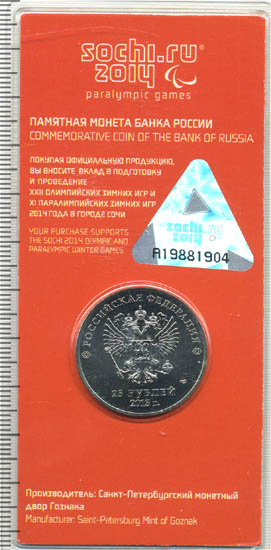 sochi.ru
2014
paralympic games
ПАМЯТНАЯ МОНЕТА БАНКА РОССИИ
COMMEMORATIVE COIN OF THE BANK OF RUSSIA
ПОКУПАЯ ОФИЦИАЛЬНУЮ ПРОДУКЦИЮ,
ВЫ ВНОСИТЕ ВКЛАД В ПОДГОТОВКУ
И ПРОВЕДЕНИЕ
XXII ОЛИМПИЙСКИХ ЗИМНИХ ИГР И
XI ПАРАЛИМПИЙСКИХ ЗИМНИХ ИГР
2014 ГОДА В ГОРОДЕ СОЧИ
YOUR PURCHASE SUPPORTS
THE SOCHI 2014 OLYMPIC AND
PARALYMPIC WINTER GAMES
sochi.ru
2014
A19881904
РОССИЙСКАЯ ФЕДЕРАЦИЯ
25 РУБЛЕЙ
2013 г.
Производитель: Санкт-Петербургский монетный
двор Гознака
Manufacturer: Saint-Petersburg Mint of Goznak